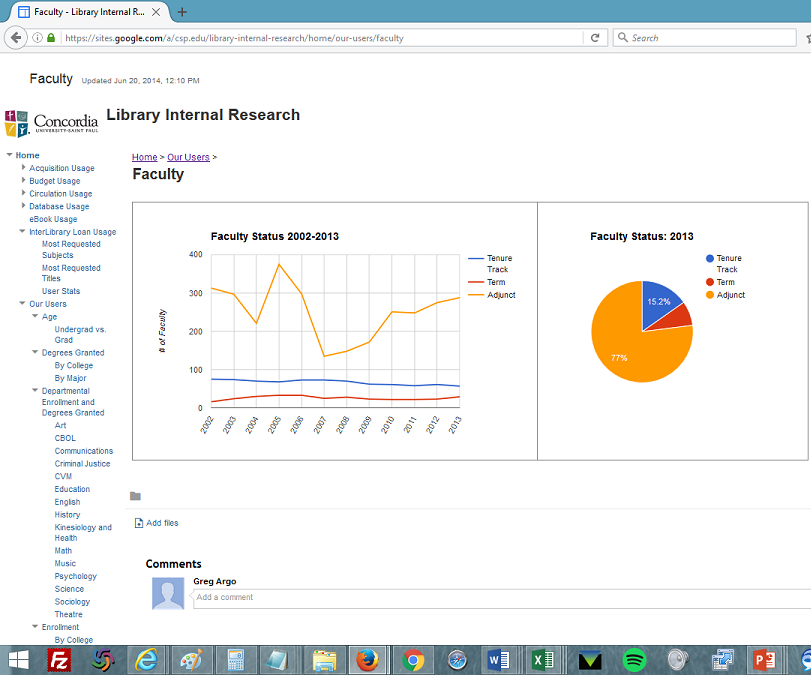 Faculty - Library Internal R...
https://sites.google.com/a/csp.edu/library-internal-research/home/our-users/faculty
Search
Faculty Updated Jun 20, 2014, 12:10 PM
Concordia
UNIVERSITY·SAINT PAUL
Library Internal Research
Home
Acquisition Usage
Budget Usage
Circulation Usage
Database Usage
eBook Usage
InterLibrary Loan Usage
Most Requested
Subjects
Most Requested
Titles
User Stats
Our Users
Age
Undergrad vs.
Grad
Degrees Granted
By College
By Major
Departmental
Enrollment and
Degrees Granted
Art
CBOL
Communications
Criminal Justice
CVM
Education
English
History
Kinesiology and
Health
Math
Music
Psychology
Science
Sociology
Theatre
Enrollment
By College
Home > Our Users >
Faculty
Faculty Status 2002-2013
# of Faculty
400
300
200
100
0
2002
2003
2004
2005
2006
2007
2008
2009
2010
2011
2012
2013
Tenure
Track
Term
Adjunct
Faculty Status: 2013
15.2%
77%
Tenure
Track
Term
Adjunct
Add files
Comments
Greg Argo
Add a comment